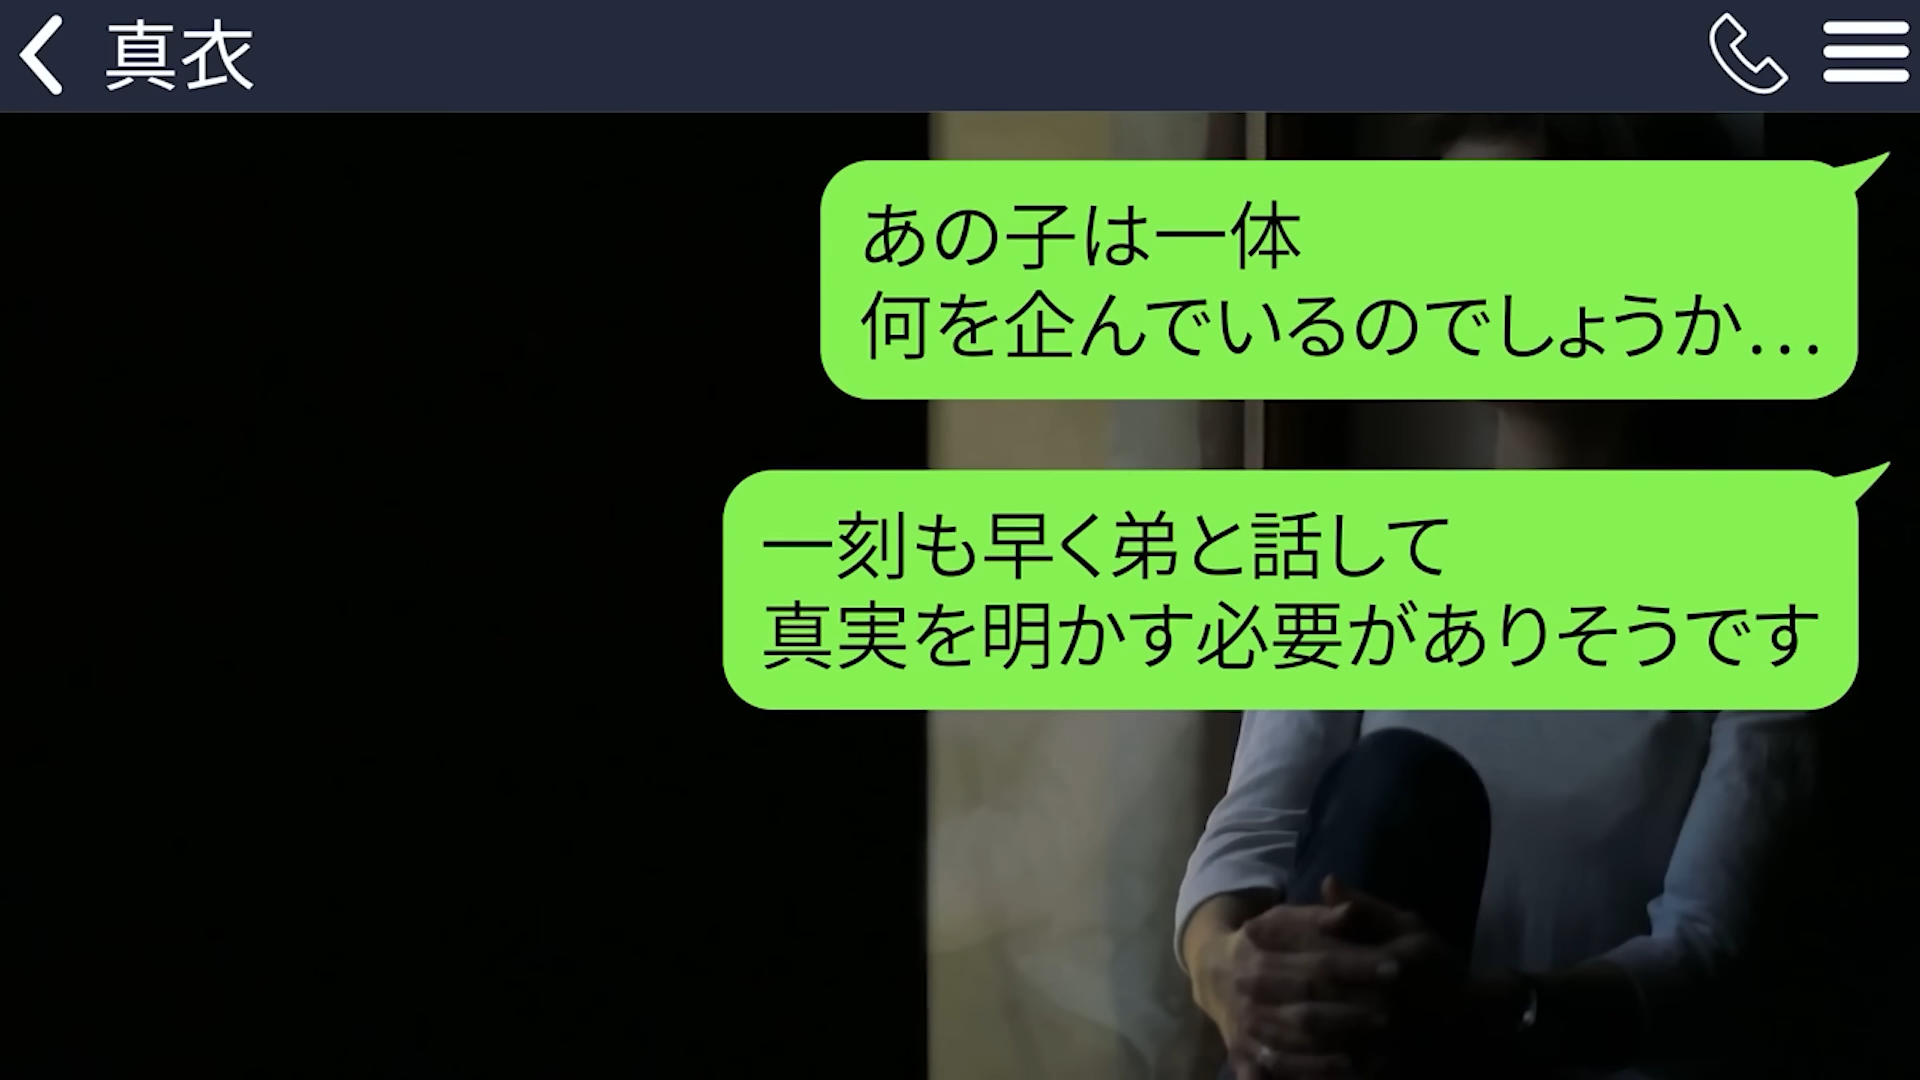 真衣
あの子は一体
何を企んでいるのでしょうか…
一刻も早く弟と話して
真実を明かす必要がありそうです